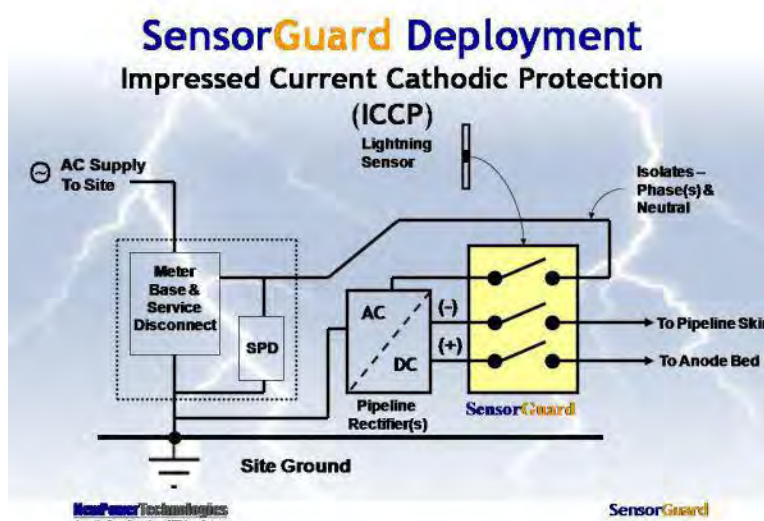 SensorGuard Deployment
Impressed Current Cathodic Protection
(ICCP)
Lightning
Sensor
AC Supply
To Site
Isolates –
Phase(s) &
Neutral
Meter
Base &
Service
Disconnect
SPD
AC
DC
(-)
(+)
To Pipeline Skin
To Anode Bed
Pipeline
Rectifier(s)
SensorGuard
Site Ground
NewPowerTechnologies
SensorGuard